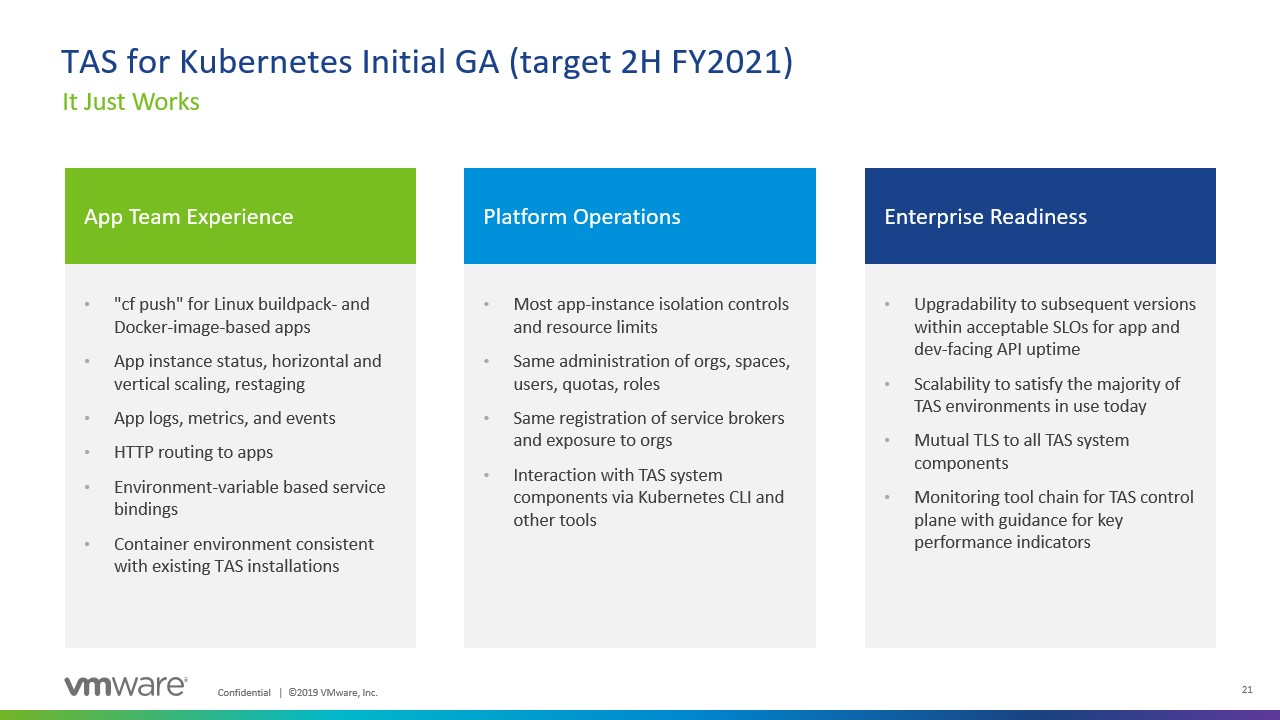 TAS for Kubernetes Initial GA (target 2H FY2021)
It Just Works
App Team Experience
• "cf push" for Linux buildpack- and
Docker-image-based apps
• App instance status, horizontal and
vertical scaling, restaging
• App logs, metrics, and events
• HTTP routing to apps
• Environment-variable based service
bindings
• Container environment consistent
with existing TAS installations
Platform Operations
• Most app-instance isolation controls
and resource limits
• Same administration of orgs, spaces,
users, quotas, roles
• Same registration of service brokers
and exposure to orgs
• Interaction with TAS system
components via Kubernetes CLI and
other tools
Enterprise Readiness
• Upgradability to subsequent versions
within acceptable SLOs for app and
dev-facing API uptime
• Scalability to satisfy the majority of
TAS environments in use today
• Mutual TLS to all TAS system
components
• Monitoring tool chain for TAS control
plane with guidance for key
performance indicators
vmware®
Confidential | ©2019 VMware, Inc.
21